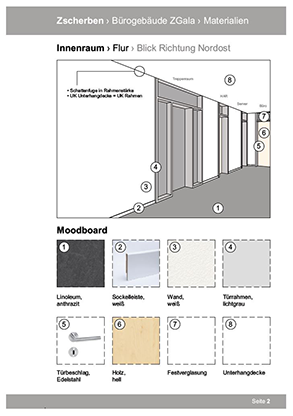 Zscherben › Bürogebäude ZGala › Materialien
Innenraum › Flur › Blick Richtung Nordost
• Schattenfuge in Rahmenstärke
• UK Unterhangdecke = UK Rahmen
Treppenraum
8
WC
Server
Büro
7
6
5
4
3
2
1
Moodboard
1
2
3
4
Linoleum,
anthrazit
Sockelleiste,
weiß
Wand,
weiß
Türrahmen,
lichtgrau
5
6
7
8
Türbeschlag,
Edelstahl
Holz,
hell
Festverglasung
Unterhangdecke
Seite 2